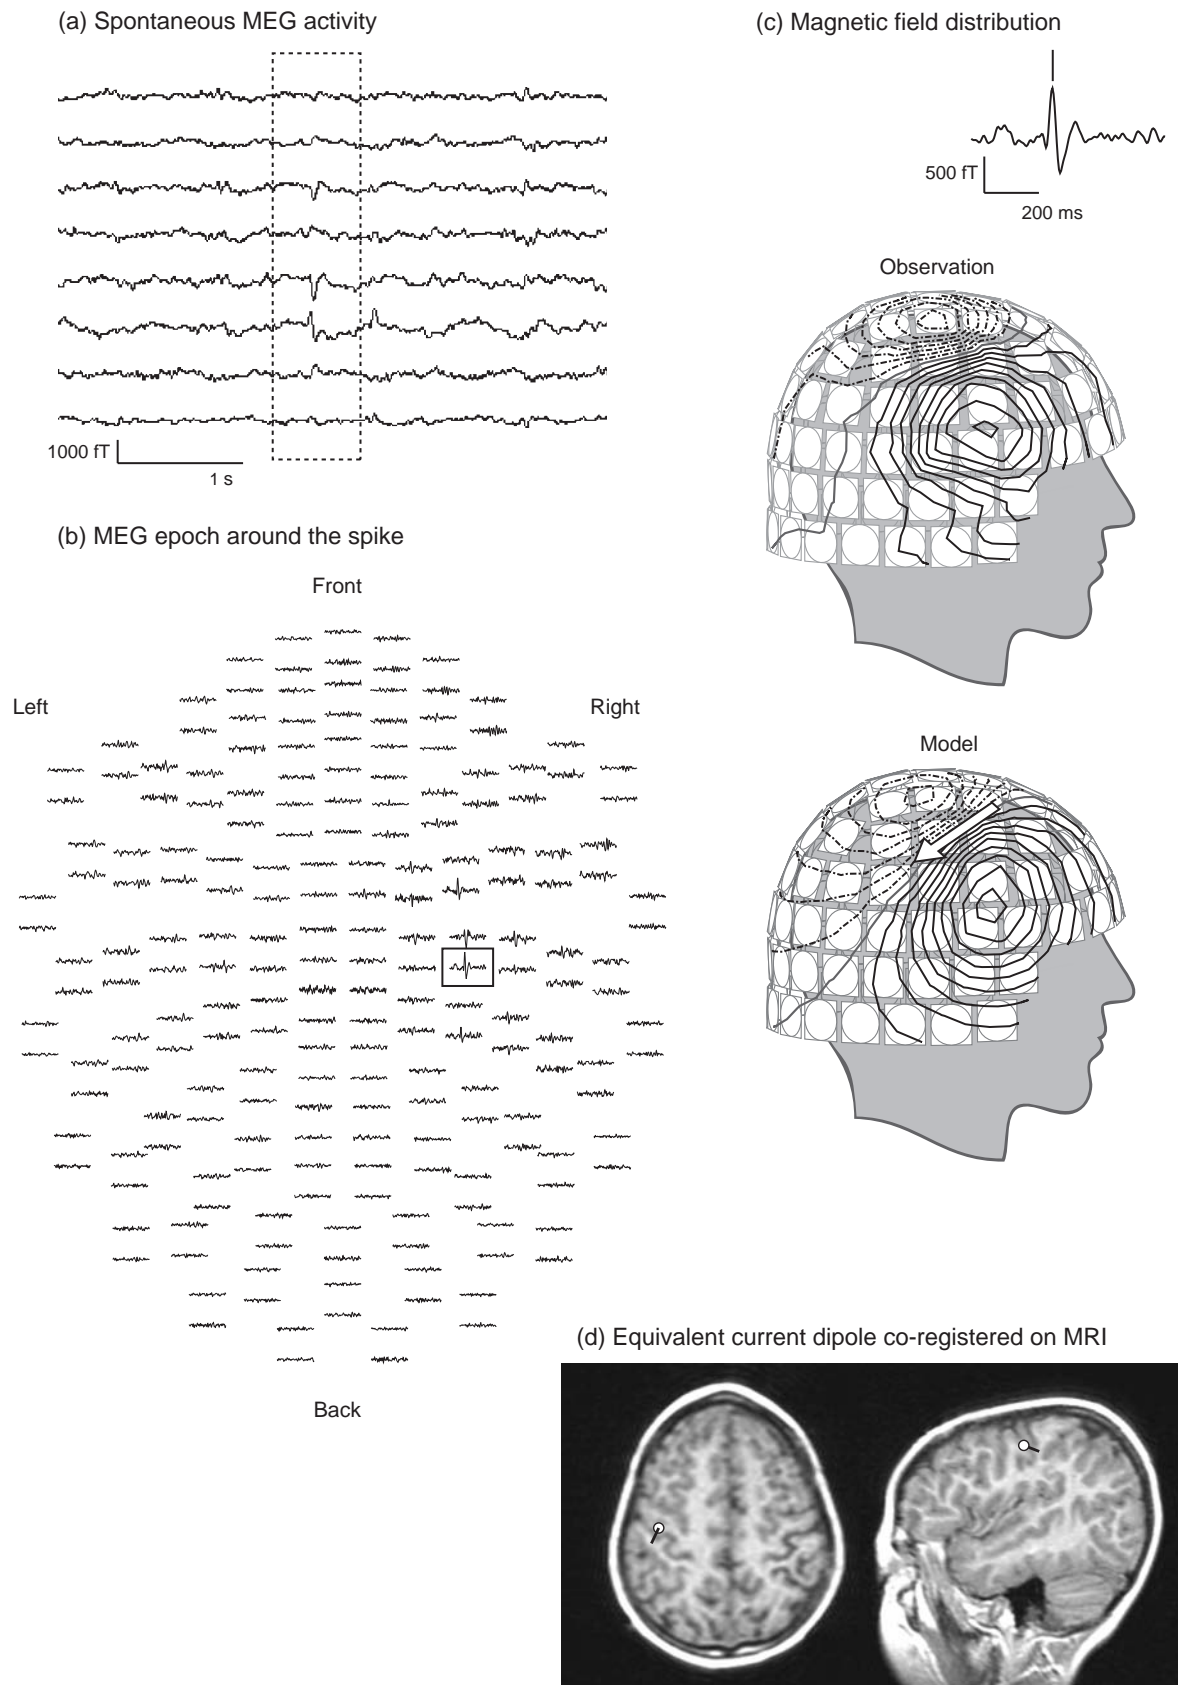 (a) Spontaneous MEG activity
1000 fT
1 s
(b) MEG epoch around the spike
Front
Left
Right
Back
(c) Magnetic field distribution
500 fT
200 ms
Observation
Model
(d) Equivalent current dipole co-registered on MRI